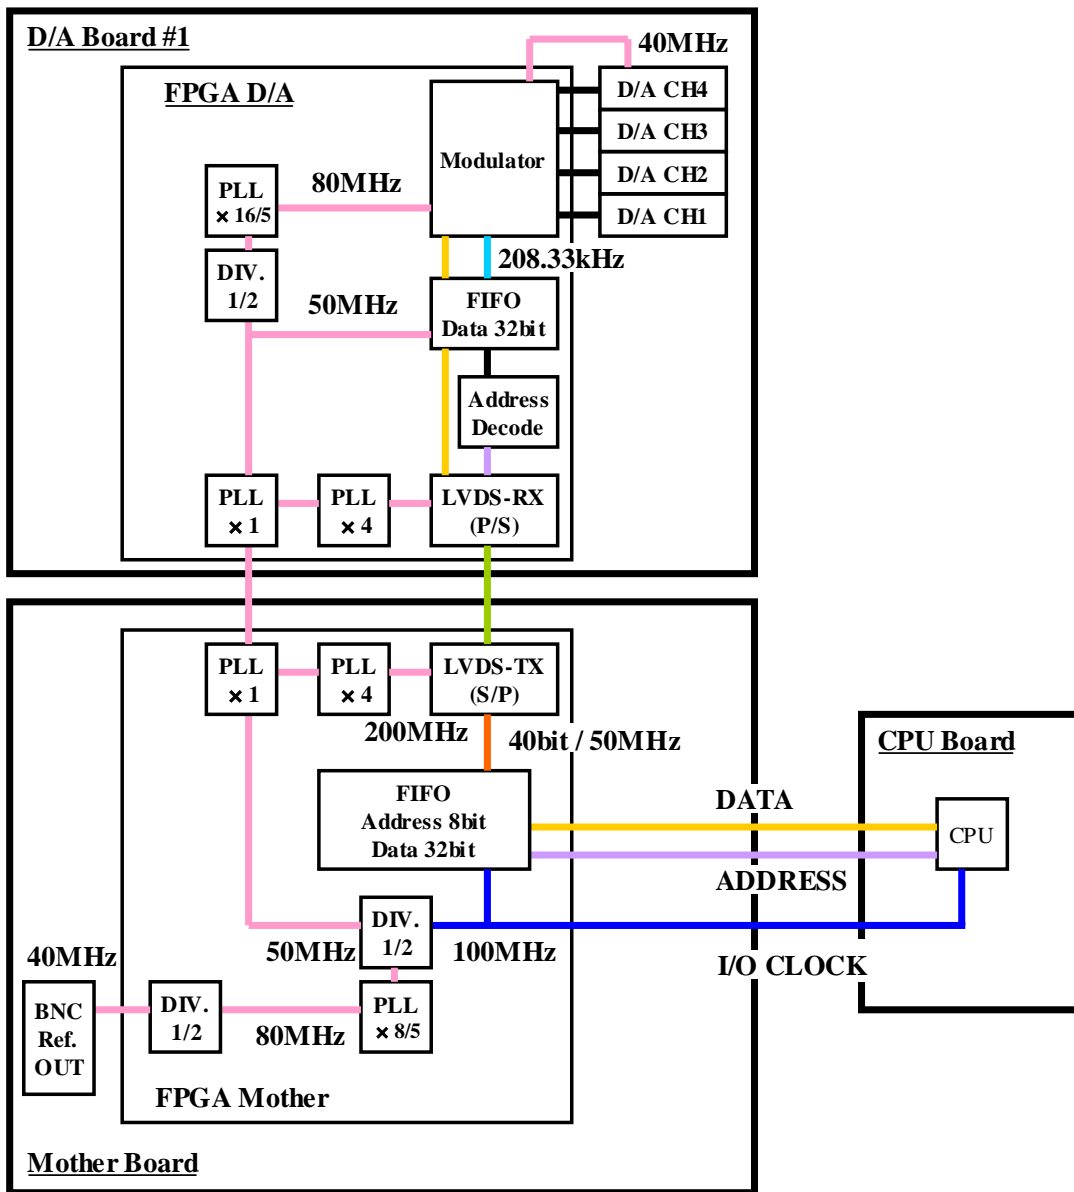 D/A Board #1
40MHz
FPGA D/A
D/A CH4
D/A CH3
D/A CH2
D/A CH1
Modulator
PLL
× 16/5
80MHz
208.33kHz
DIV.
1/2
50MHz
FIFO
Data 32bit
Address
Decode
PLL
× 1
PLL
× 4
LVDS-RX
(P/S)
PLL
× 1
PLL
× 4
LVDS-TX
(S/P)
200MHz
40bit / 50MHz
CPU Board
FIFO
Address 8bit
Data 32bit
DATA
CPU
ADDRESS
DIV.
1/2
50MHz
100MHz
I/O CLOCK
40MHz
BNC
Ref.
OUT
DIV.
1/2
80MHz
PLL
× 8/5
FPGA Mother
Mother Board